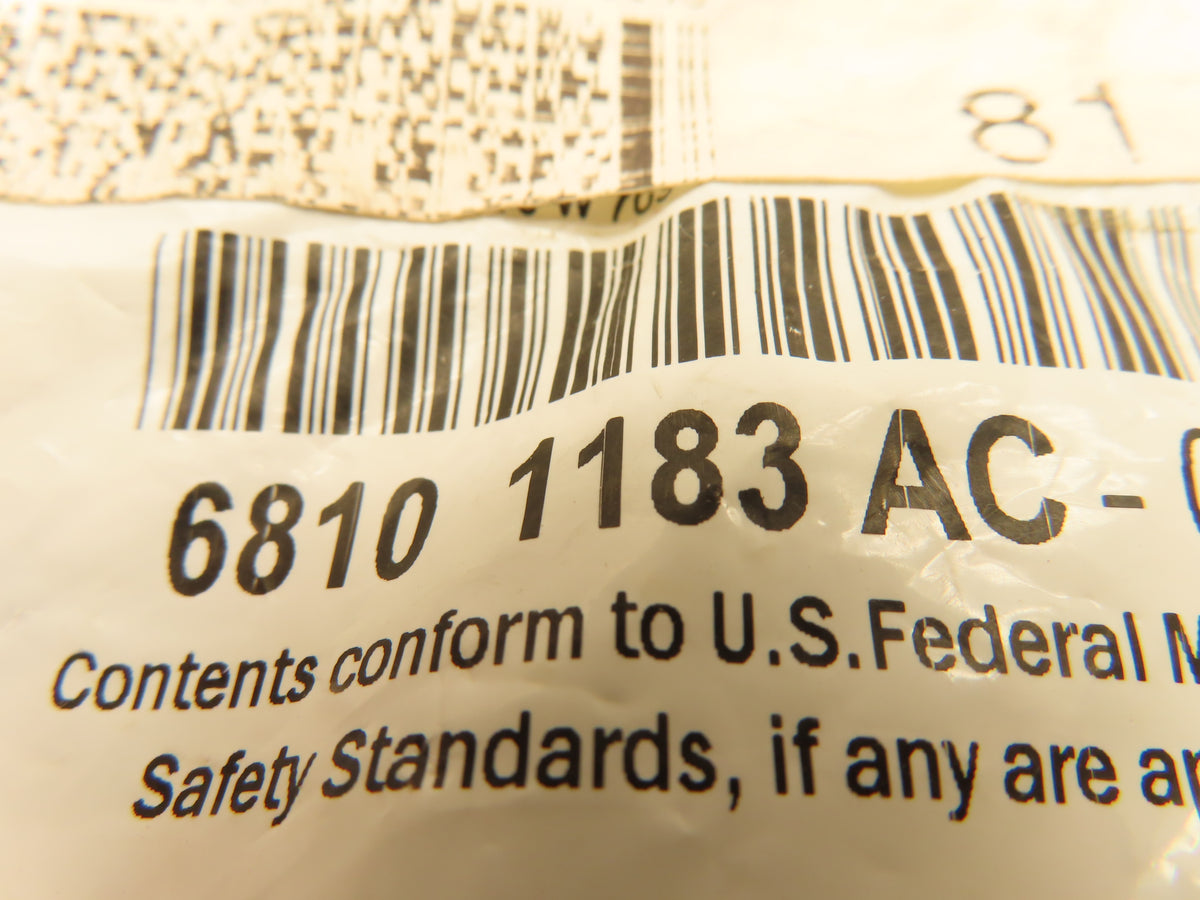 81
6810 1183 AC -
Contents conform to U.S. Federal
Safety Standards, if any are